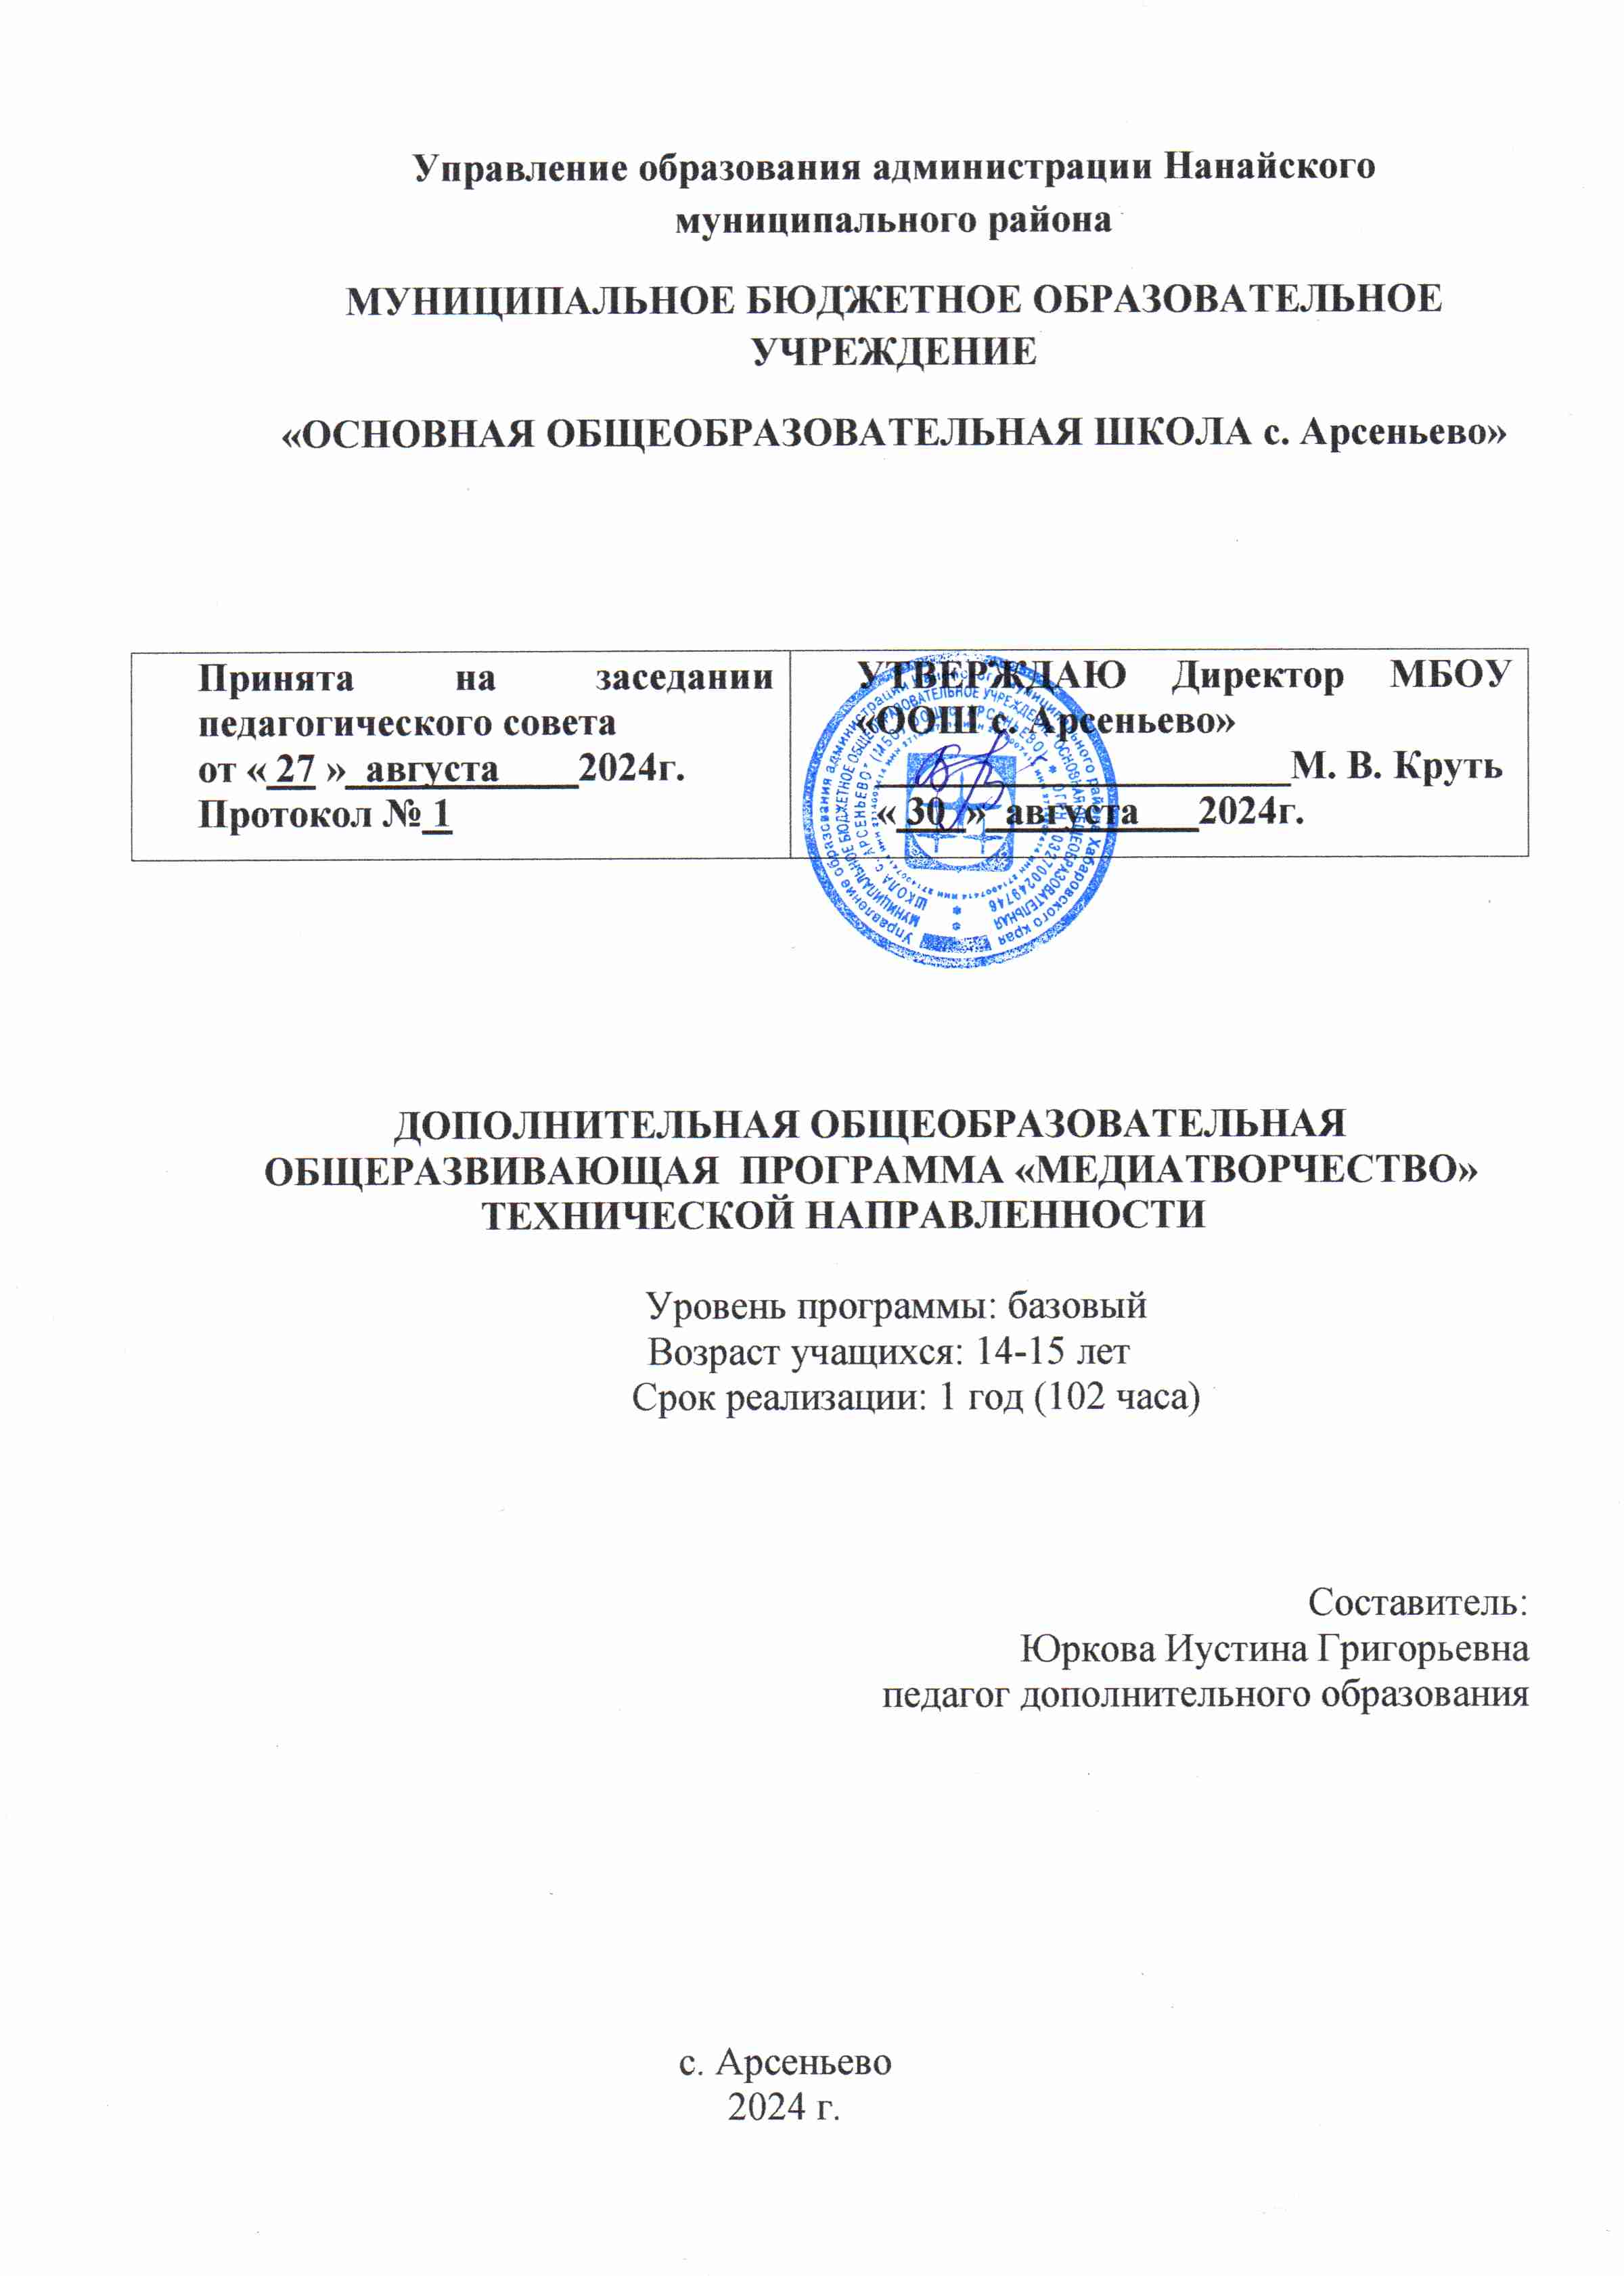 Управление образования администрации Нанайского
муниципального района
МУНИЦИПАЛЬНОЕ БЮДЖЕТНОЕ ОБРАЗОВАТЕЛЬНОЕ
УЧРЕЖДЕНИЕ
«ОСНОВНАЯ ОБЩЕОБРАЗОВАТЕЛЬНАЯ ШКОЛА с. Арсеньево»
Принята на заседании
педагогического совета
от « 27 » августа 2024г.
Протокол № 1
УТВЕРЖДАЮ Директор МБОУ
«ООШ с. Арсеньево»
М. В. Круть
« 30 » августа 2024г.
ДОПОЛНИТЕЛЬНАЯ ОБЩЕОБРАЗОВАТЕЛЬНАЯ
ОБЩЕРАЗВИВАЮЩАЯ ПРОГРАММА «МЕДИАТВОРЧЕСТВО»
ТЕХНИЧЕСКОЙ НАПРАВЛЕННОСТИ
Уровень программы: базовый
Возраст учащихся: 14-15 лет
Срок реализации: 1 год (102 часа)
Составитель:
Юркова Иустина Григорьевна
педагог дополнительного образования
с. Арсеньево
2024 г.